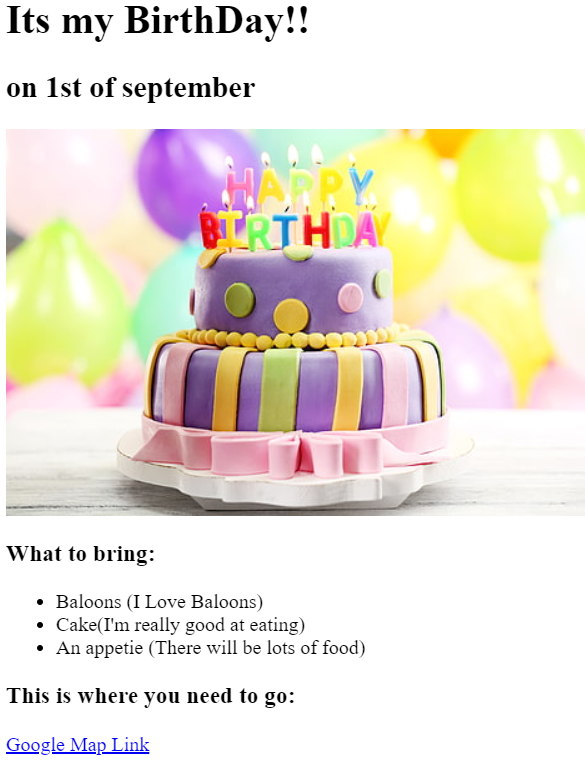 Its my BirthDay!!
on 1st of september
HAPPY
BIRTHDAY
What to bring:
Baloons (I Love Baloons)
Cake(I'm really good at eating)
An appetie (There will be lots of food)
This is where you need to go:
Google Map Link